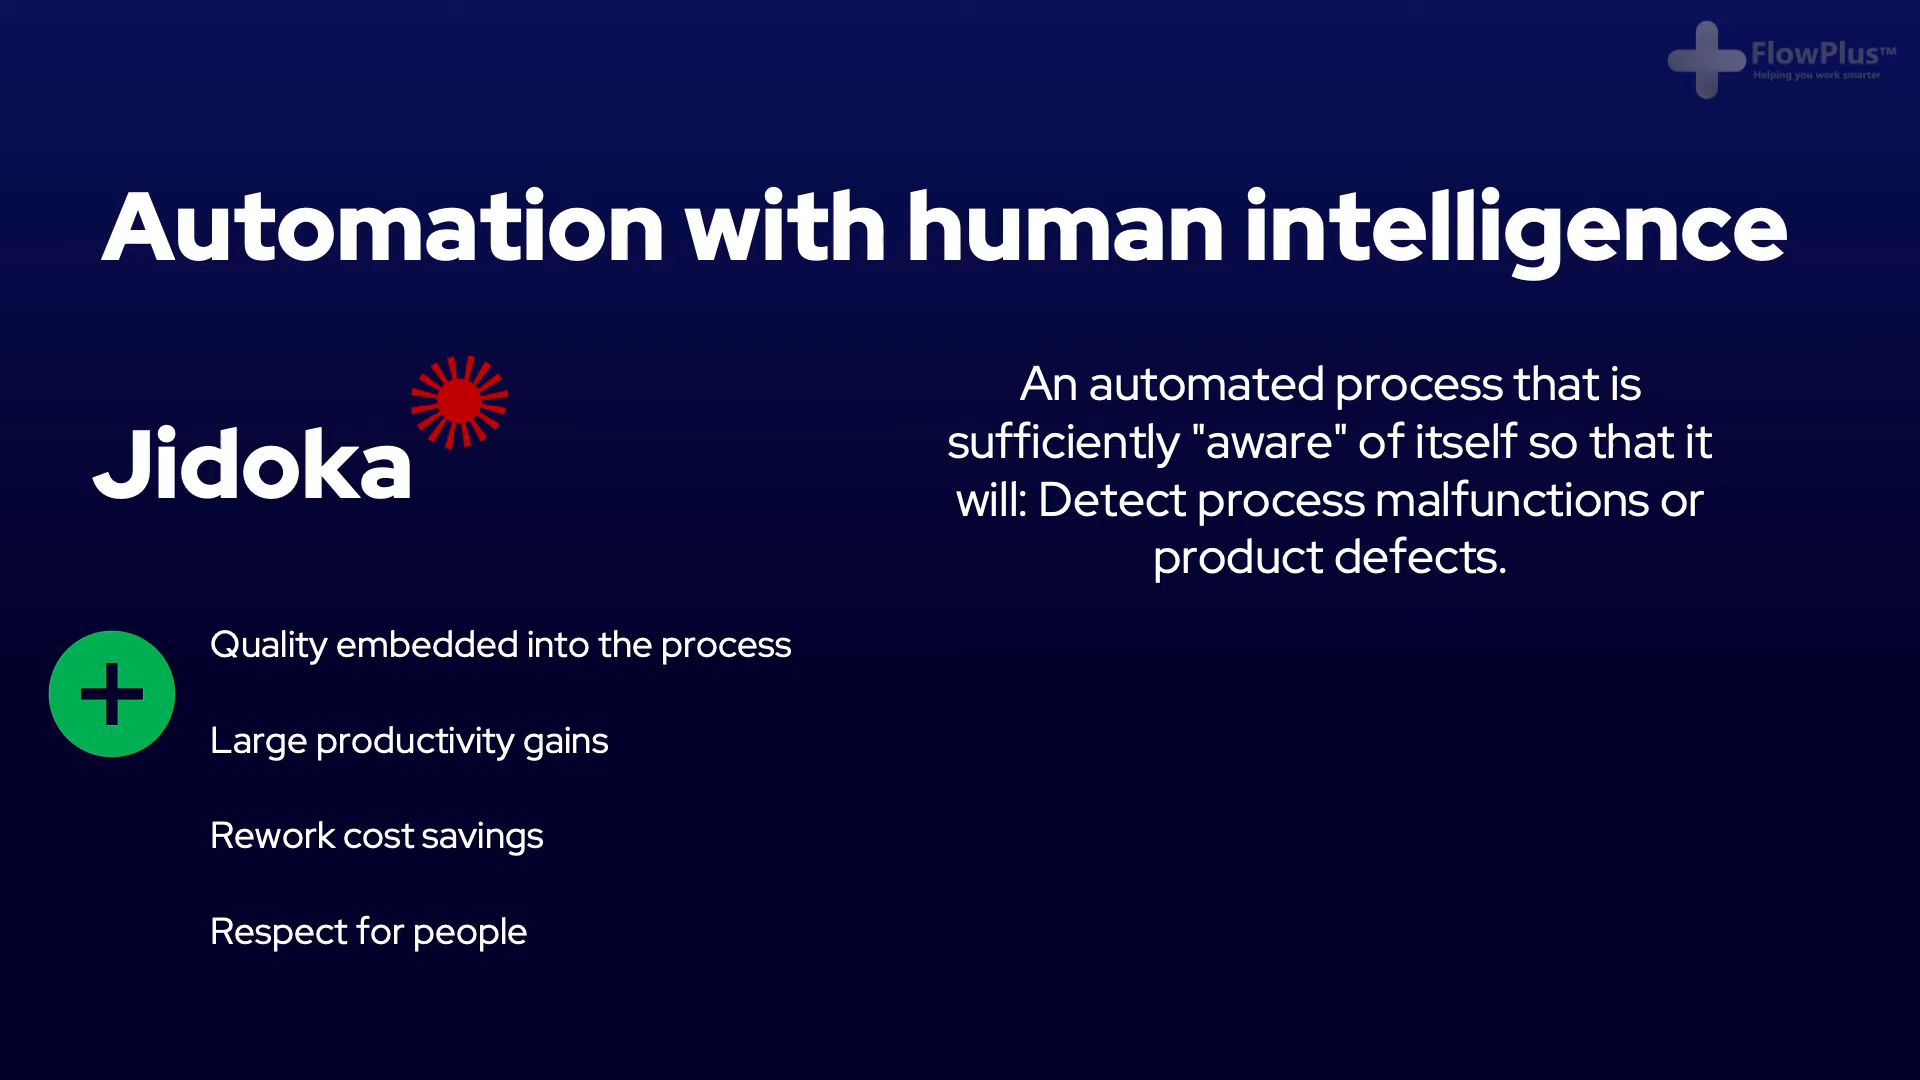 FlowPlus™
Helping you work smarter
Automation with human intelligence
Jidoka
An automated process that is
sufficiently "aware" of itself so that it
will: Detect process malfunctions or
product defects.
Quality embedded into the process
Large productivity gains
Rework cost savings
Respect for people